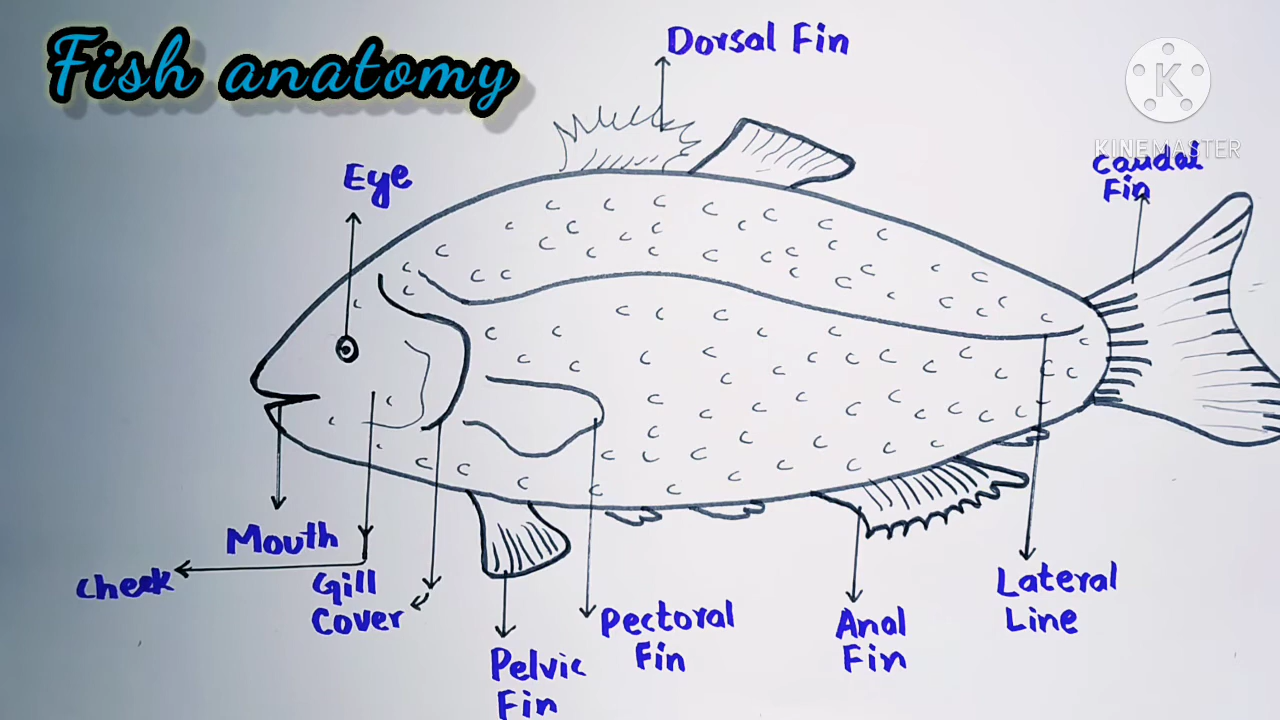 Fish anatomy
Dorsal Fin
K
KINEMASTER
Caudal
Fin
Eye
Mouth
Cheek
Gill
Cover
Pelvic
Fin
Pectoral
Fin
Anal
Fin
Lateral
Line